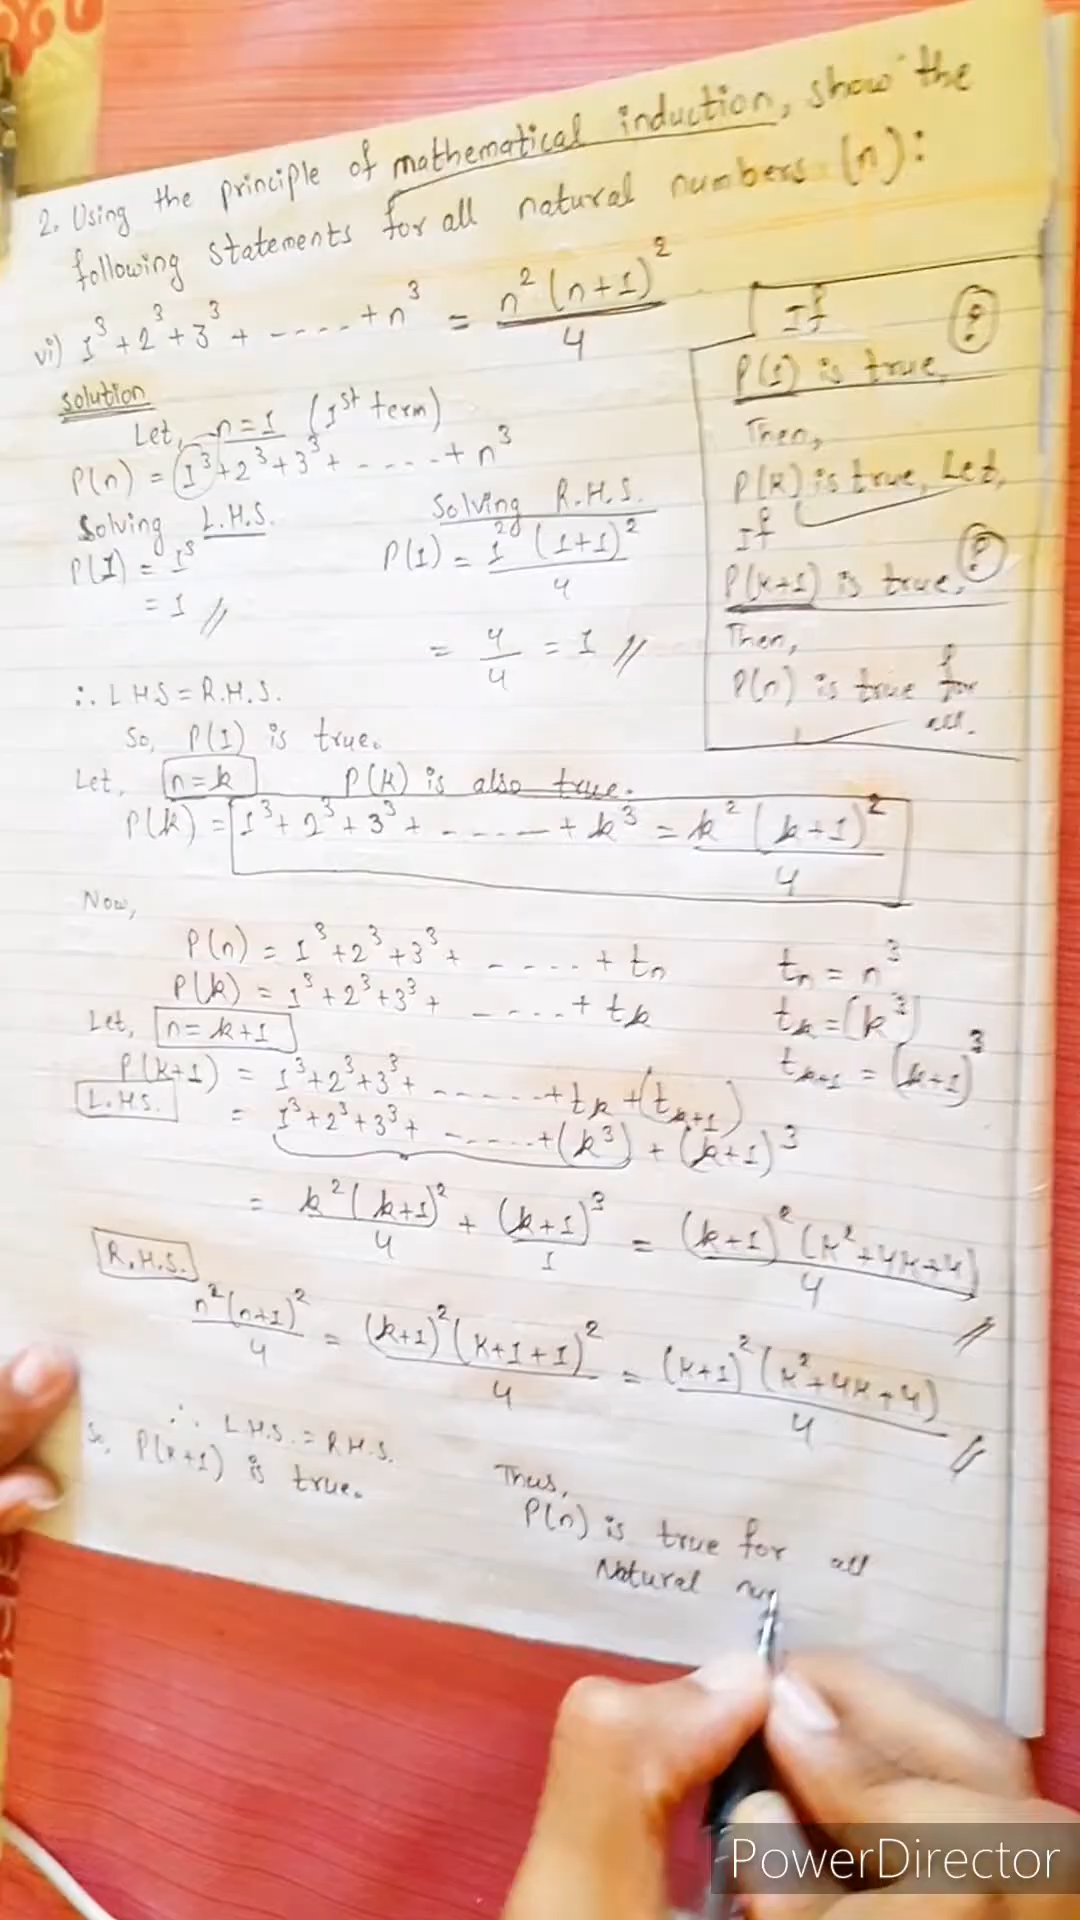 2. Using the principle of mathematical induction, show the
following statements for all natural numbers (n):
vi) 1³ + 2³ + 3³ + ----- + n³ = n²(n+1)²/4
Solution
Let, n = 1 (1st term)
P(n) = 1³ + 2³ + 3³ + ----- + n³
Solving L.H.S.
P(1) = 1³
= 1 //
Solving R.H.S.
P(1) = 1²(1+1)²/4
= 4/4 = 1 //
∴ L.H.S = R.H.S.
So, P(1) is true.
If ?
P(1) is true,
Then,
P(k) is true, Let,
If
P(k+1) is true, ?
Then,
P(n) is true for
all.
Let, n = k P(k) is also true.
P(k) = 1³ + 2³ + 3³ + ------ + k³ = k²(k+1)²/4
Now,
P(n) = 1³ + 2³ + 3³ + ----- + tn
P(k) = 1³ + 2³ + 3³ + ----- + tk
tn = n³
tk = (k³)
tk+1 = (k+1)³
Let, n = k+1
P(k+1) = 1³ + 2³ + 3³ + ------ + tk + (tk+1)
L.H.S.
= 1³ + 2³ + 3³ + ------ + (k³) + (k+1)³
= k²(k+1)²/4 + (k+1)³/1 = (k+1)²(k²+4k+4)/4 //
R.H.S.
n²(n+1)²/4 = (k+1)²(k+1+1)²/4 = (k+1)²(k²+4k+4)/4 //
∴ L.H.S. = R.H.S.
So, P(k+1) is true.
Thus,
P(n) is true for all
Natural nu
PowerDirector